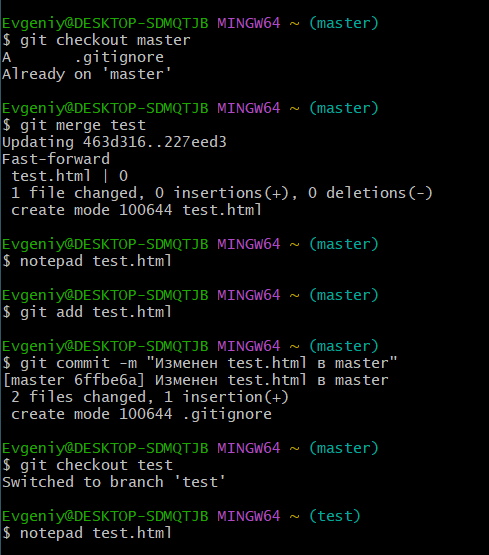 Evgeniy@DESKTOP-SDMQTJB MINGW64 ~ (master)
$ git checkout master
A       .gitignore
Already on 'master'
Evgeniy@DESKTOP-SDMQTJB MINGW64 ~ (master)
$ git merge test
Updating 463d316..227eed3
Fast-forward
 test.html | 0
 1 file changed, 0 insertions(+), 0 deletions(-)
 create mode 100644 test.html
Evgeniy@DESKTOP-SDMQTJB MINGW64 ~ (master)
$ notepad test.html
Evgeniy@DESKTOP-SDMQTJB MINGW64 ~ (master)
$ git add test.html
Evgeniy@DESKTOP-SDMQTJB MINGW64 ~ (master)
$ git commit -m "Изменен test.html в master"
[master 6ffbe6a] Изменен test.html в master
 2 files changed, 1 insertion(+)
 create mode 100644 .gitignore
Evgeniy@DESKTOP-SDMQTJB MINGW64 ~ (master)
$ git checkout test
Switched to branch 'test'
Evgeniy@DESKTOP-SDMQTJB MINGW64 ~ (test)
$ notepad test.html